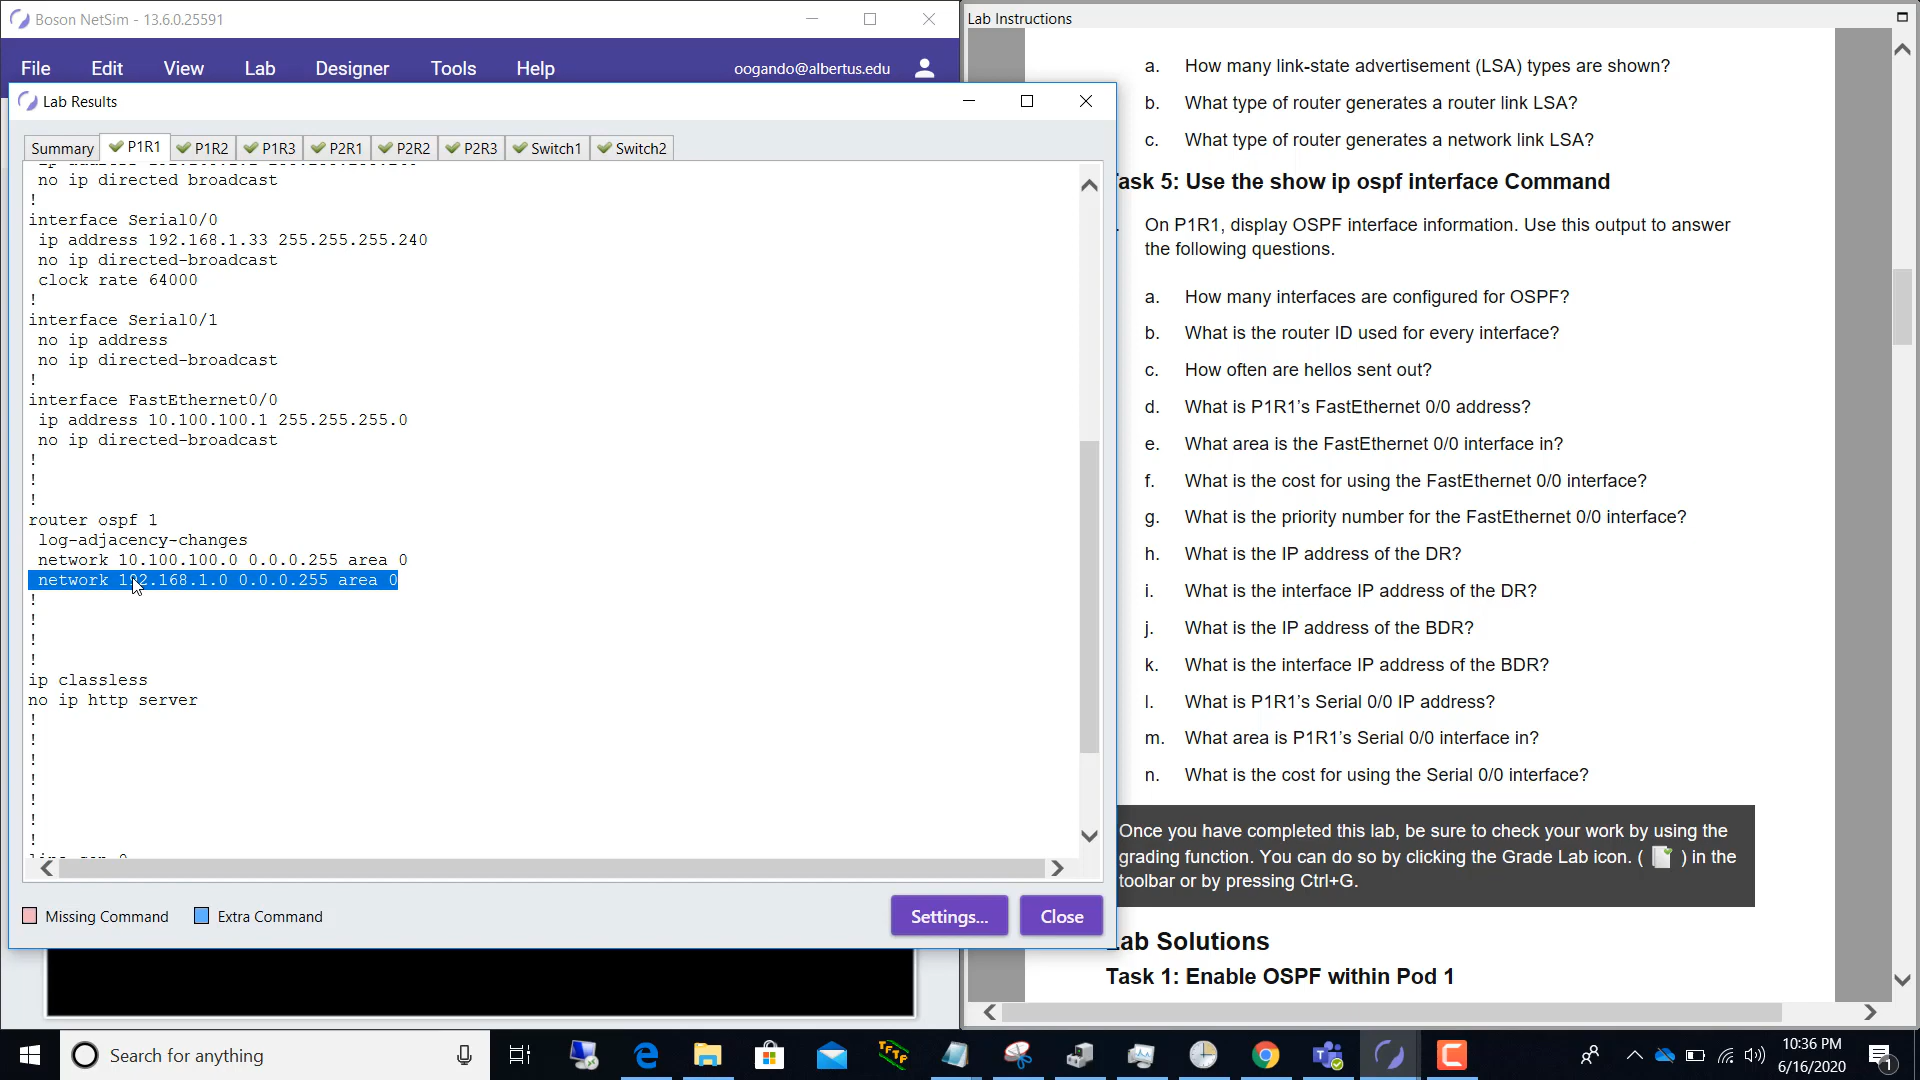 Boson NetSim - 13.6.0.25591
File Edit View Lab Designer Tools Help
oogando@albertus.edu
Lab Results
Summary P1R1 P1R2 P1R3 P2R1 P2R2 P2R3 Switch1 Switch2
no ip directed broadcast
!
interface Serial0/0
ip address 192.168.1.33 255.255.255.240
no ip directed-broadcast
clock rate 64000
!
interface Serial0/1
no ip address
no ip directed-broadcast
!
interface FastEthernet0/0
ip address 10.100.100.1 255.255.255.0
no ip directed-broadcast
!
!
!
router ospf 1
log-adjacency-changes
network 10.100.100.0 0.0.0.255 area 0
network 192.168.1.0 0.0.0.255 area 0
!
!
!
!
ip classless
no ip http server
!
!
!
!
!
!
!
Missing Command
Extra Command
Settings...
Close
Lab Instructions
a. How many link-state advertisement (LSA) types are shown?
b. What type of router generates a router link LSA?
c. What type of router generates a network link LSA?
ask 5: Use the show ip ospf interface Command
. On P1R1, display OSPF interface information. Use this output to answer
the following questions.
a. How many interfaces are configured for OSPF?
b. What is the router ID used for every interface?
c. How often are hellos sent out?
d. What is P1R1’s FastEthernet 0/0 address?
e. What area is the FastEthernet 0/0 interface in?
f. What is the cost for using the FastEthernet 0/0 interface?
g. What is the priority number for the FastEthernet 0/0 interface?
h. What is the IP address of the DR?
i. What is the interface IP address of the DR?
j. What is the IP address of the BDR?
k. What is the interface IP address of the BDR?
l. What is P1R1’s Serial 0/0 IP address?
m. What area is P1R1’s Serial 0/0 interface in?
n. What is the cost for using the Serial 0/0 interface?
Once you have completed this lab, be sure to check your work by using the
grading function. You can do so by clicking the Grade Lab icon. ( ) in the
toolbar or by pressing Ctrl+G.
Lab Solutions
Task 1: Enable OSPF within Pod 1
Search for anything
TFTP
10:36 PM
6/16/2020
1